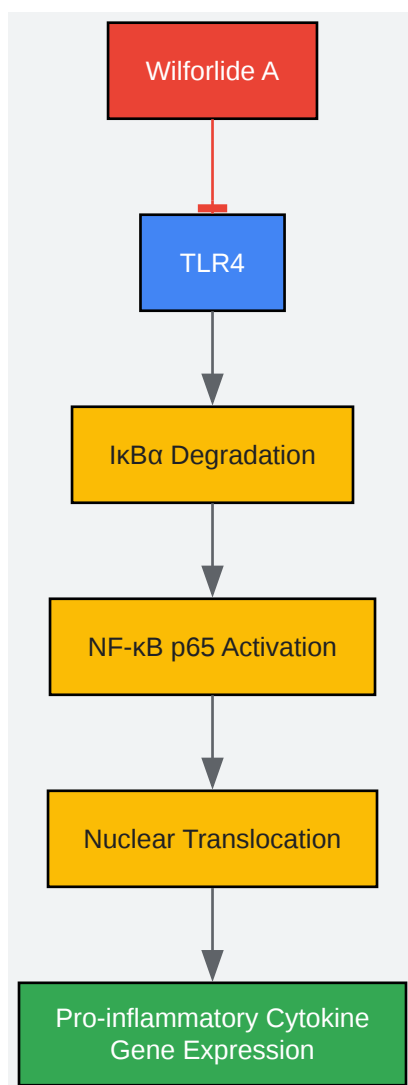 Wilforlide A
TLR4
IκBα Degradation
NF-κB p65 Activation
Nuclear Translocation
Pro-inflammatory Cytokine
Gene Expression